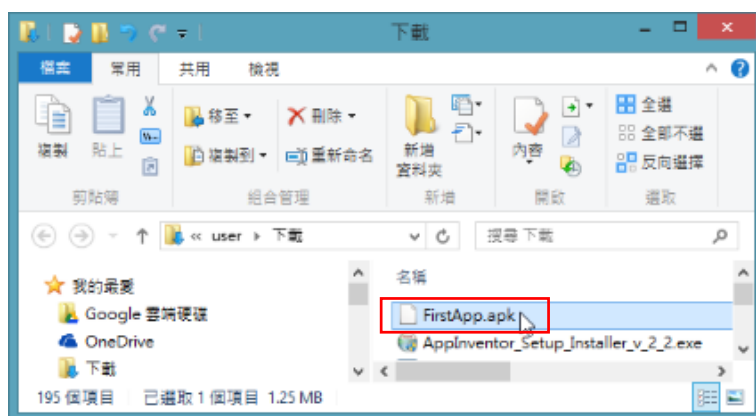 下載
檔案 常用 共用 檢視
複製 貼上 移至 刪除 新增資料夾 內容 全選
複製到 重新命名 全部不選
反向選擇
剪貼簿 組合管理 新增 開啟 選取
« user 下載 搜尋 下載
我的最愛 名稱
Google 雲端硬碟 FirstApp.apk
OneDrive AppInventor_Setup_Installer_v_2_2.exe
下載
195 個項目 已選取 1 個項目 1.25 MB